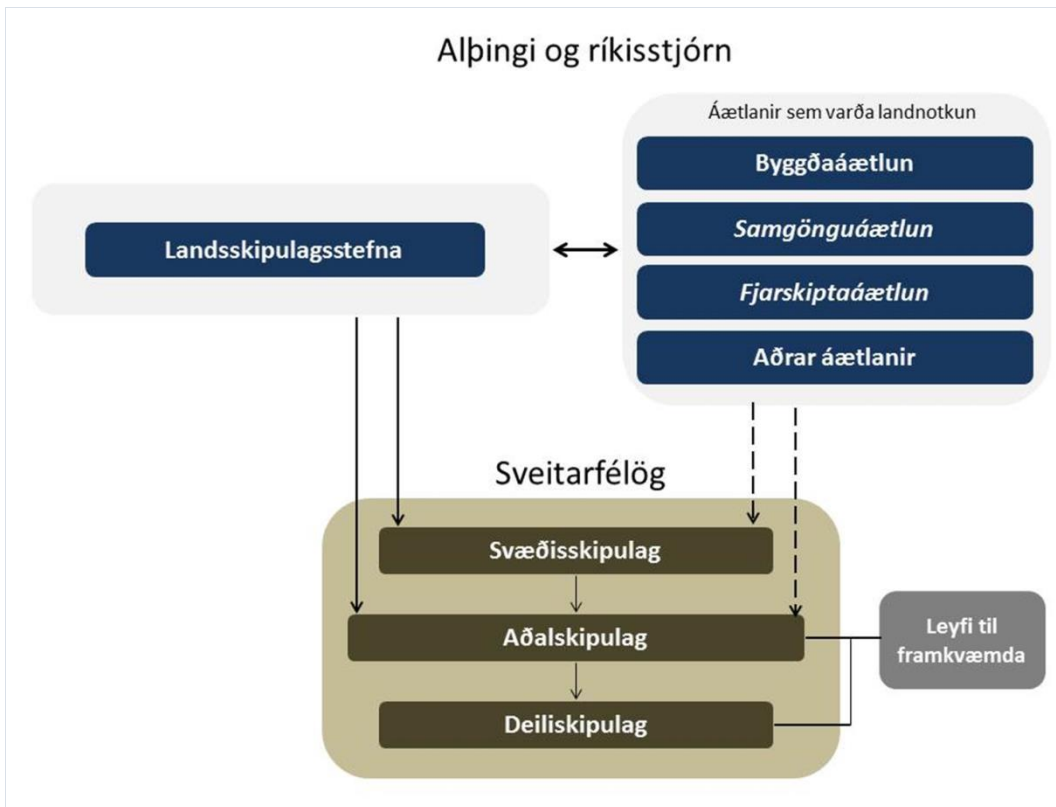 Alþingi og ríkisstjórn
Áætlanir sem varða landnotkun
Byggðaáætlun
Samgönguáætlun
Fjarskiptaáætlun
Aðrar áætlanir
Landsskipulagsstefna
Sveitarfélög
Svæðisskipulag
Aðalskipulag
Deiliskipulag
Leyfi til
framkvæmda